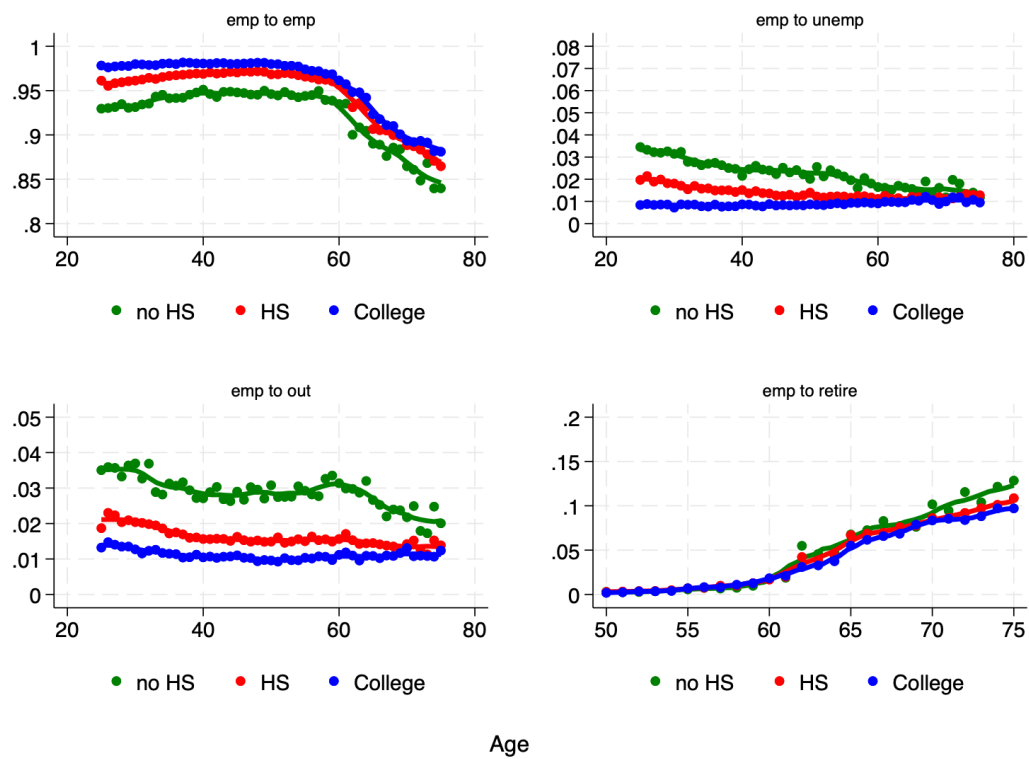 emp to emp
1
.95
.9
.85
.8
20 40 60 80
no HS HS College
emp to unemp
.08
.07
.06
.05
.04
.03
.02
.01
0
20 40 60 80
no HS HS College
emp to out
.05
.04
.03
.02
.01
0
20 40 60 80
no HS HS College
emp to retire
.2
.15
.1
.05
0
50 55 60 65 70 75
no HS HS College
Age